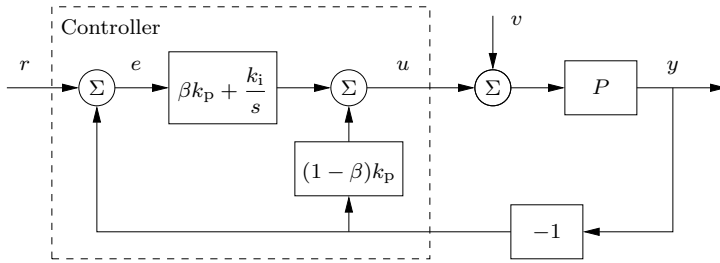 Controller
v
r
e
u
y
Σ
βk_p + k_i/s
Σ
Σ
P
(1 − β)k_p
−1